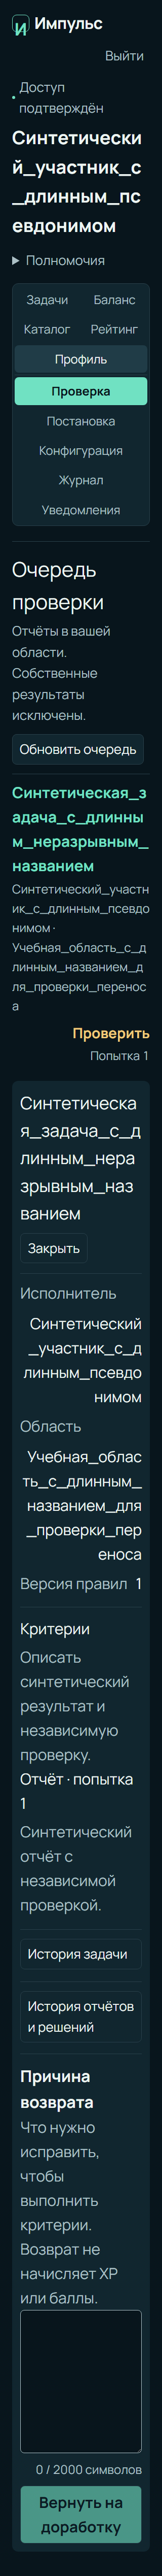 Импульс
Выйти
Доступ
подтверждён
Синтетически
й_участник_с
_длинным_пс
евдонимом
Полномочия
Задачи Баланс
Каталог Рейтинг
Профиль
Проверка
Постановка
Конфигурация
Журнал
Уведомления
Очередь
проверки
Отчёты в вашей
области.
Собственные
результаты
исключены.
Обновить очередь
Синтетическая_з
адача_с_длинны
м_неразрывным_
названием
Синтетический_участн
ик_с_длинным_псевдо
нимом ·
Учебная_область_с_д
линным_названием_д
ля_проверки_перенос
а
Проверить
Попытка 1
Синтетическа
я_задача_с_д
линным_нера
зрывным_наз
ванием
Закрыть
Исполнитель
Синтетический
_участник_с_д
линным_псевдо
нимом
Область
Учебная_облас
ть_с_длинным_
названием_для
_проверки_пер
еноса
Версия правил 1
Критерии
Описать
синтетический
результат и
независимую
проверку.
Отчёт · попытка
1
Синтетический
отчёт с
независимой
проверкой.
История задачи
История отчётов
и решений
Причина
возврата
Что нужно
исправить,
чтобы
выполнить
критерии.
Возврат не
начисляет XP
или баллы.
0 / 2000 символов
Вернуть на
доработку